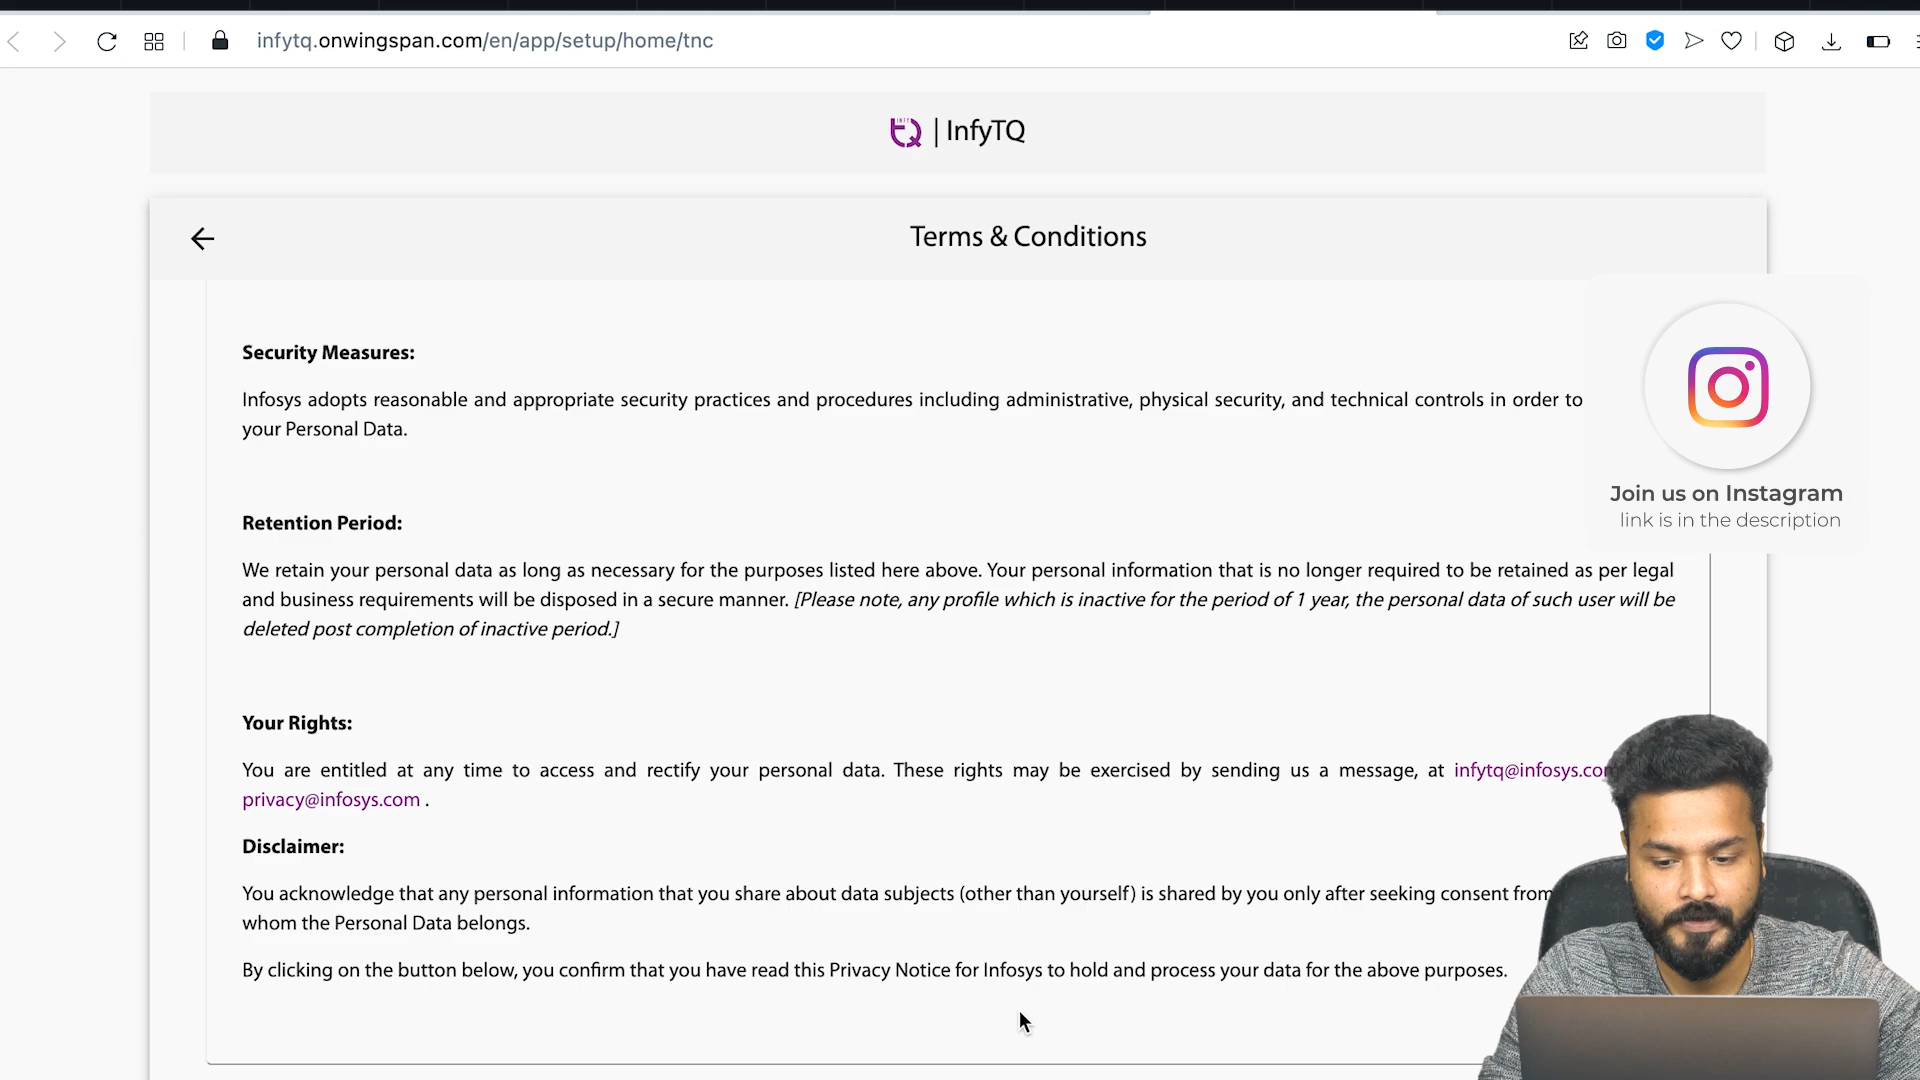 infytq.onwingspan.com/en/app/setup/home/tnc
| InfyTQ
Terms & Conditions
Security Measures:
Infosys adopts reasonable and appropriate security practices and procedures including administrative, physical security, and technical controls in order to
your Personal Data.
Join us on Instagram
link is in the description
Retention Period:
We retain your personal data as long as necessary for the purposes listed here above. Your personal information that is no longer required to be retained as per legal
and business requirements will be disposed in a secure manner. [Please note, any profile which is inactive for the period of 1 year, the personal data of such user will be
deleted post completion of inactive period.]
Your Rights:
You are entitled at any time to access and rectify your personal data. These rights may be exercised by sending us a message, at infytq@infosys.com
privacy@infosys.com .
Disclaimer:
You acknowledge that any personal information that you share about data subjects (other than yourself) is shared by you only after seeking consent from
whom the Personal Data belongs.
By clicking on the button below, you confirm that you have read this Privacy Notice for Infosys to hold and process your data for the above purposes.